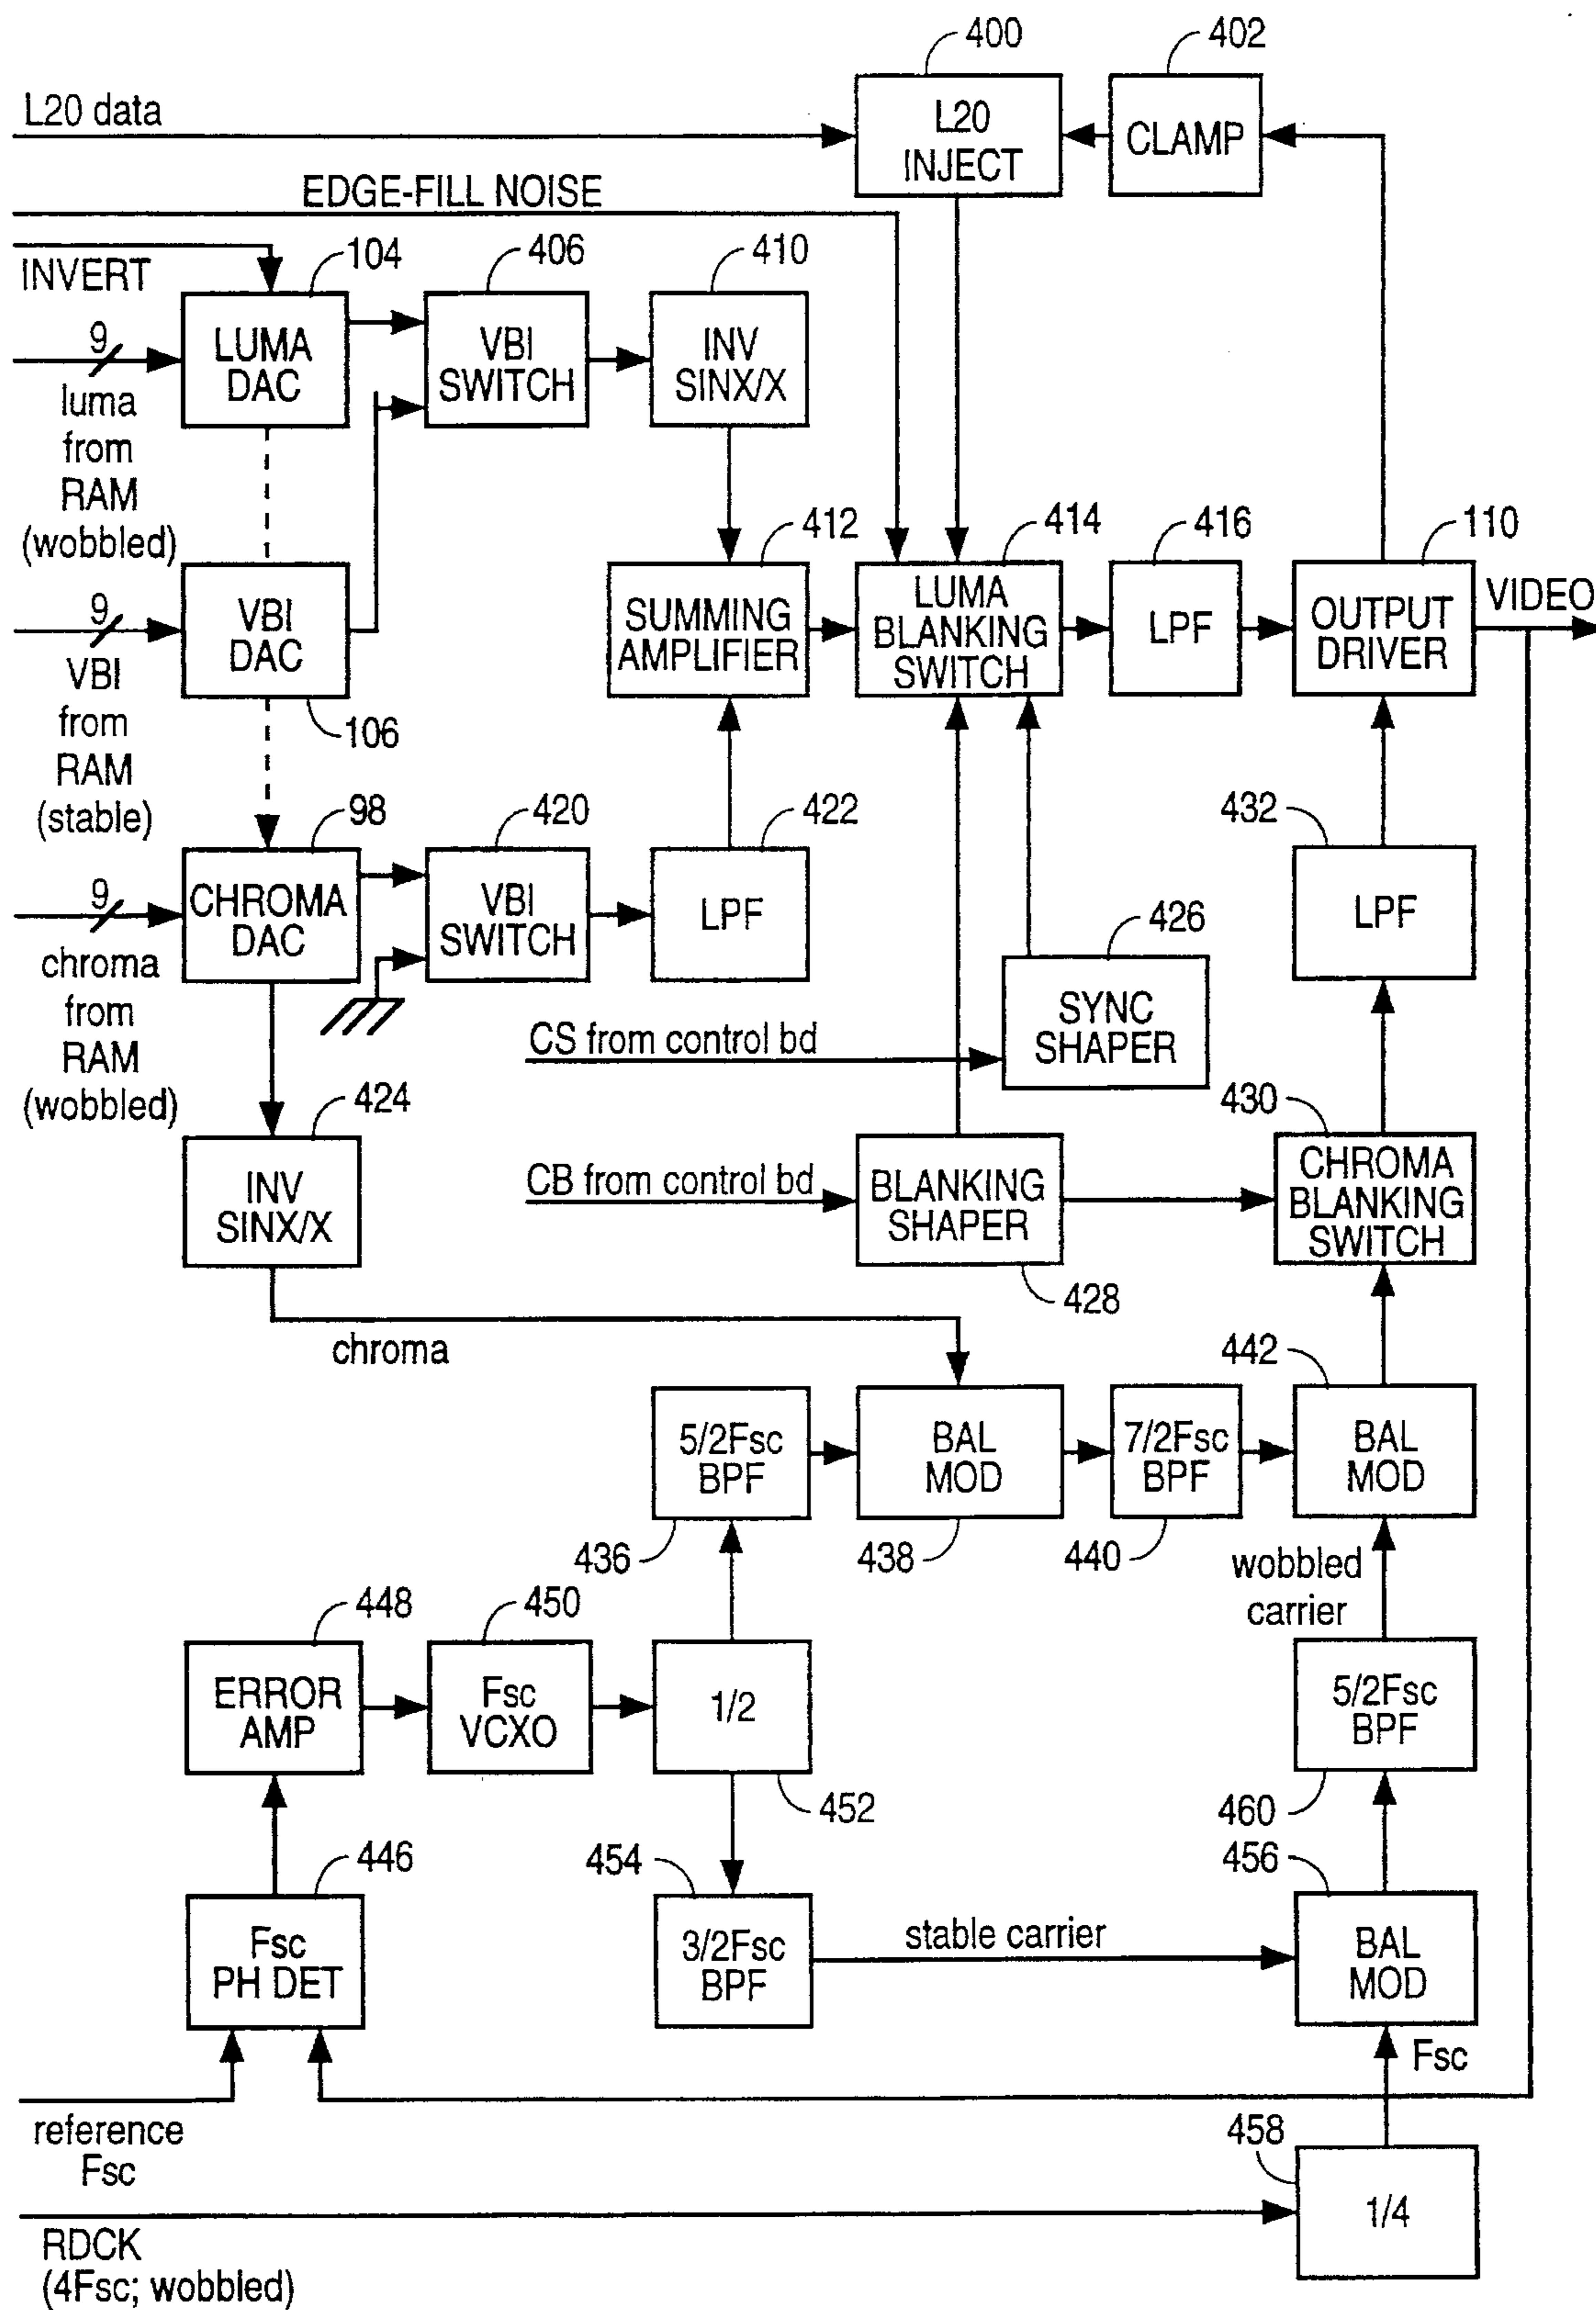 400
402
L20 data
L20
INJECT
CLAMP
EDGE-FILL NOISE
INVERT
104
406
410
9
LUMA
DAC
VBI
SWITCH
INV
SINX/X
luma
from
RAM
(wobbled)
412
414
416
110
9
VBI
DAC
SUMMING
AMPLIFIER
LUMA
BLANKING
SWITCH
LPF
OUTPUT
DRIVER
VIDEO
VBI
from
RAM
(stable)
106
98
420
422
432
9
CHROMA
DAC
VBI
SWITCH
LPF
LPF
chroma
from
RAM
(wobbled)
426
SYNC
SHAPER
CS from control bd
424
430
INV
SINX/X
CB from control bd
BLANKING
SHAPER
CHROMA
BLANKING
SWITCH
428
chroma
442
5/2Fsc
BPF
BAL
MOD
7/2Fsc
BPF
BAL
MOD
436
438
440
wobbled
carrier
448
450
ERROR
AMP
Fsc
VCXO
1/2
5/2Fsc
BPF
452
460
446
454
456
Fsc
PH DET
3/2Fsc
BPF
stable carrier
BAL
MOD
Fsc
reference
Fsc
458
1/4
RDCK
(4Fsc; wobbled)